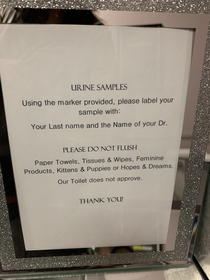 URINE SAMPLES
Using the marker provided, please label your
sample with:
Your Last name and the Name of your Dr.
PLEASE DO NOT FLUSH
Paper Towels, Tissues & Wipes, Feminine
Products, Kittens & Puppies or Hopes & Dreams.
Our Toilet does not approve.
THANK YOU!